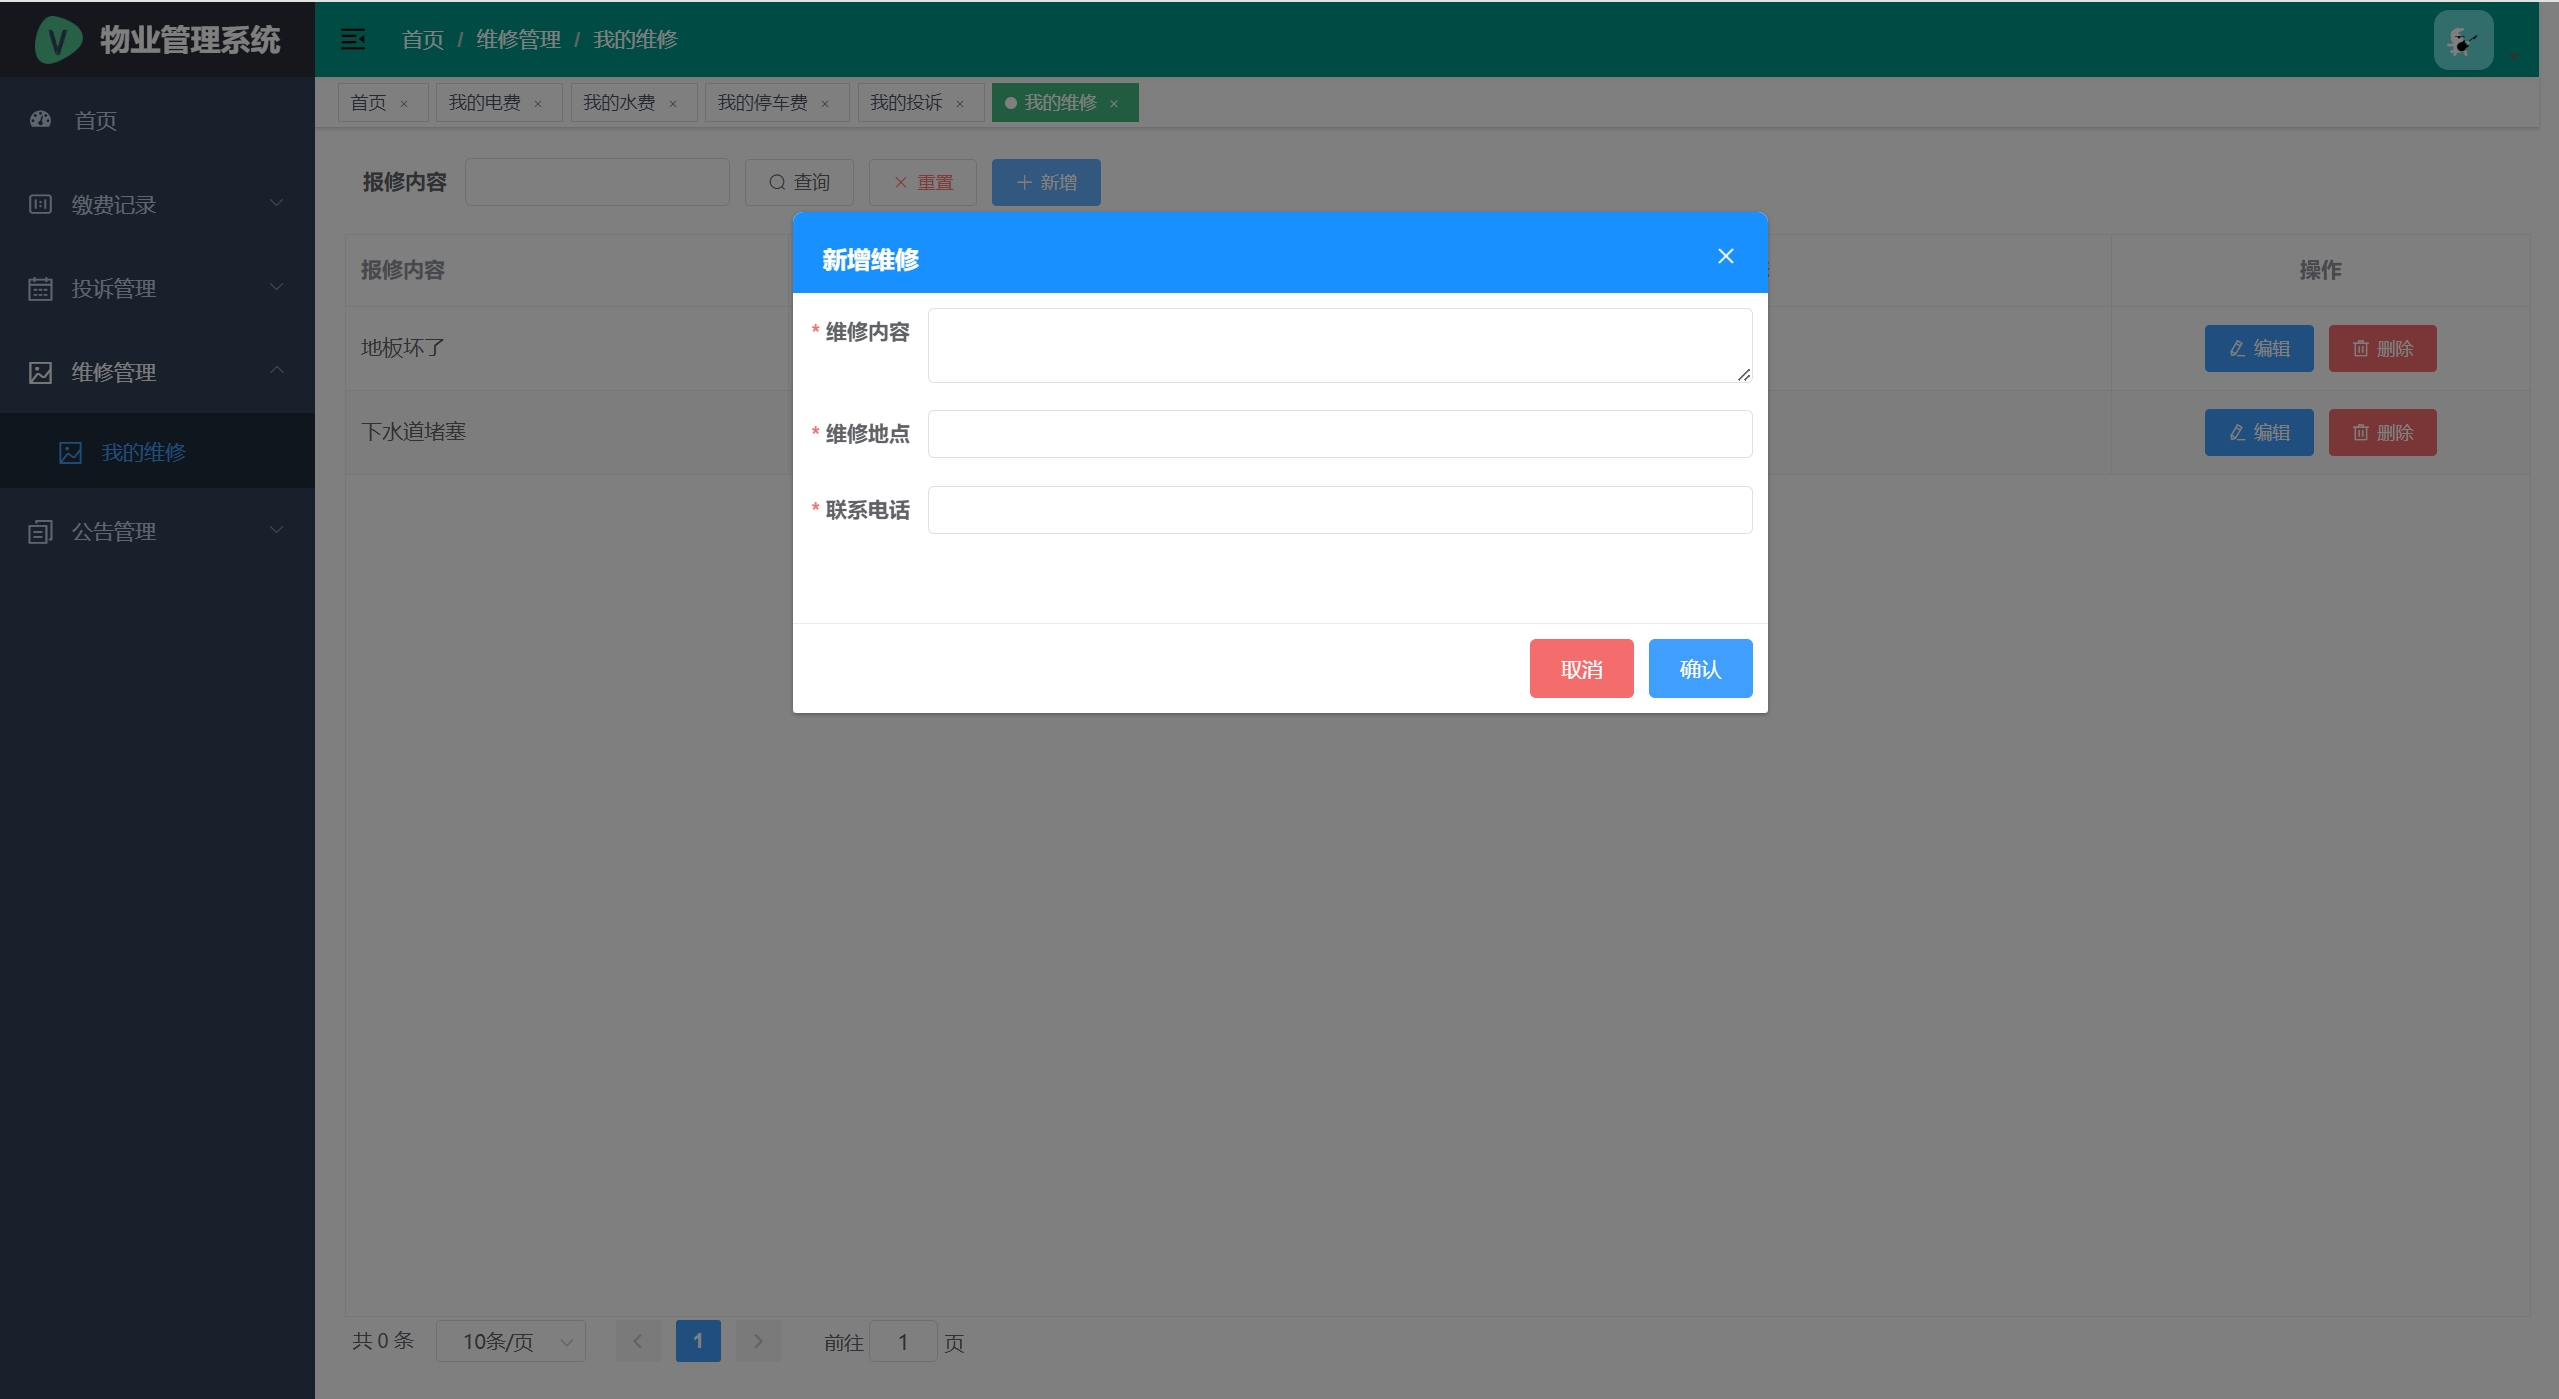 物业管理系统
首页 / 维修管理 / 我的维修
首页 × 我的电费 × 我的水费 × 我的停车费 × 我的投诉 × 我的维修 ×
首页
缴费记录
投诉管理
维修管理
我的维修
公告管理
报修内容 查询 重置 新增
报修内容 操作
地板坏了 编辑 删除
下水道堵塞 编辑 删除
新增维修
* 维修内容
* 维修地点
* 联系电话
取消 确认
共 0 条 10条/页 1 前往 1 页